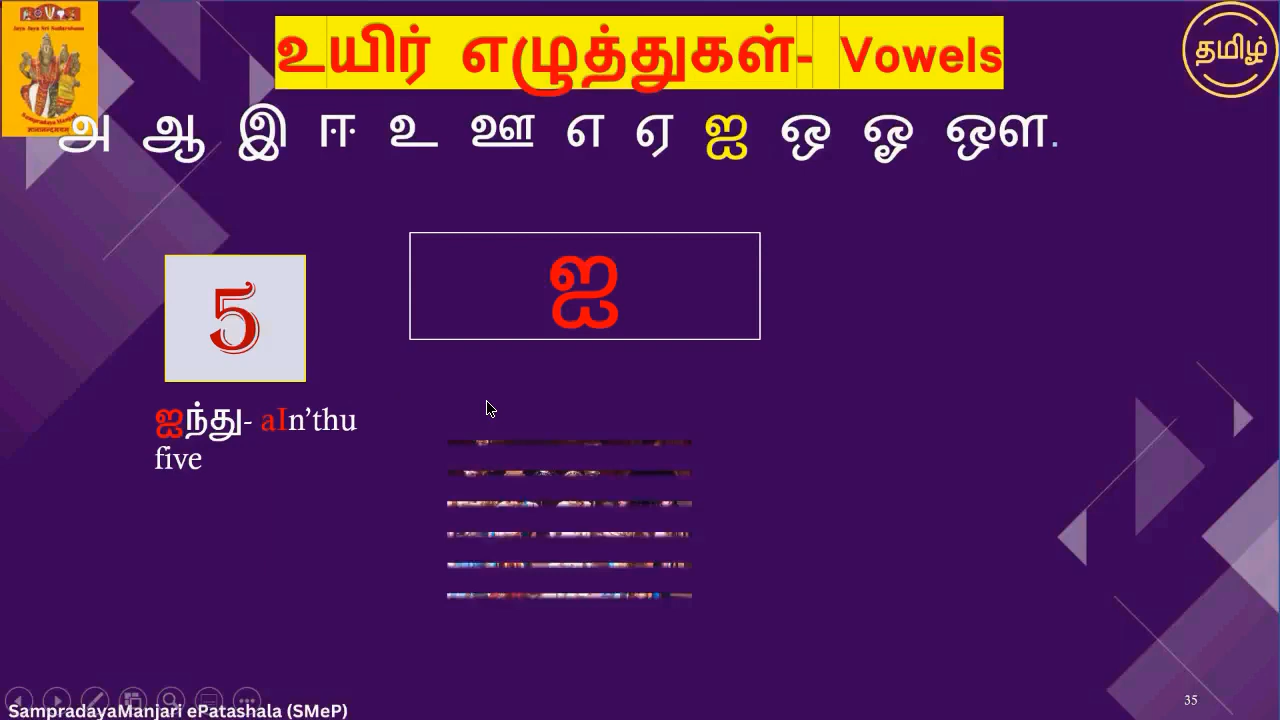 உயிர் எழுத்துகள்- Vowels
தமிழ்
அ ஆ இ ஈ உ ஊ எ ஏ ஐ ஒ ஓ ஔ.
ஐ
5
ஐந்து- aIn’thu
five
35
SampradayaManjari ePatashala (SMeP)